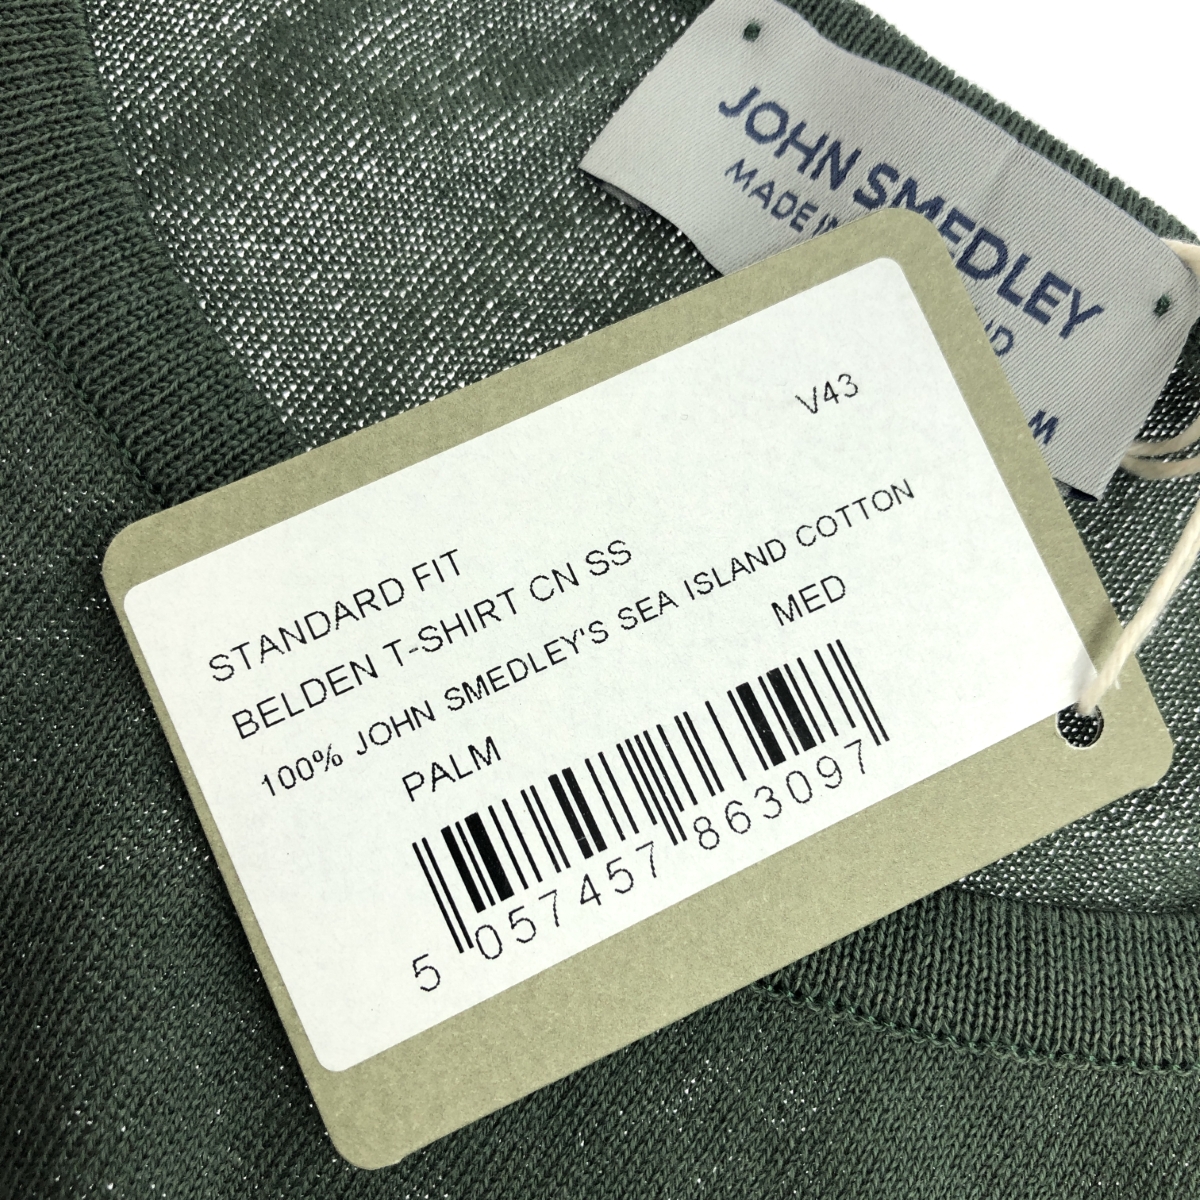 JOHN SMEDLEY
MADE IN
M
V43
STANDARD FIT
BELDEN T-SHIRT CN SS
100% JOHN SMEDLEY'S SEA ISLAND COTTON
PALM MED
5 057457 863097